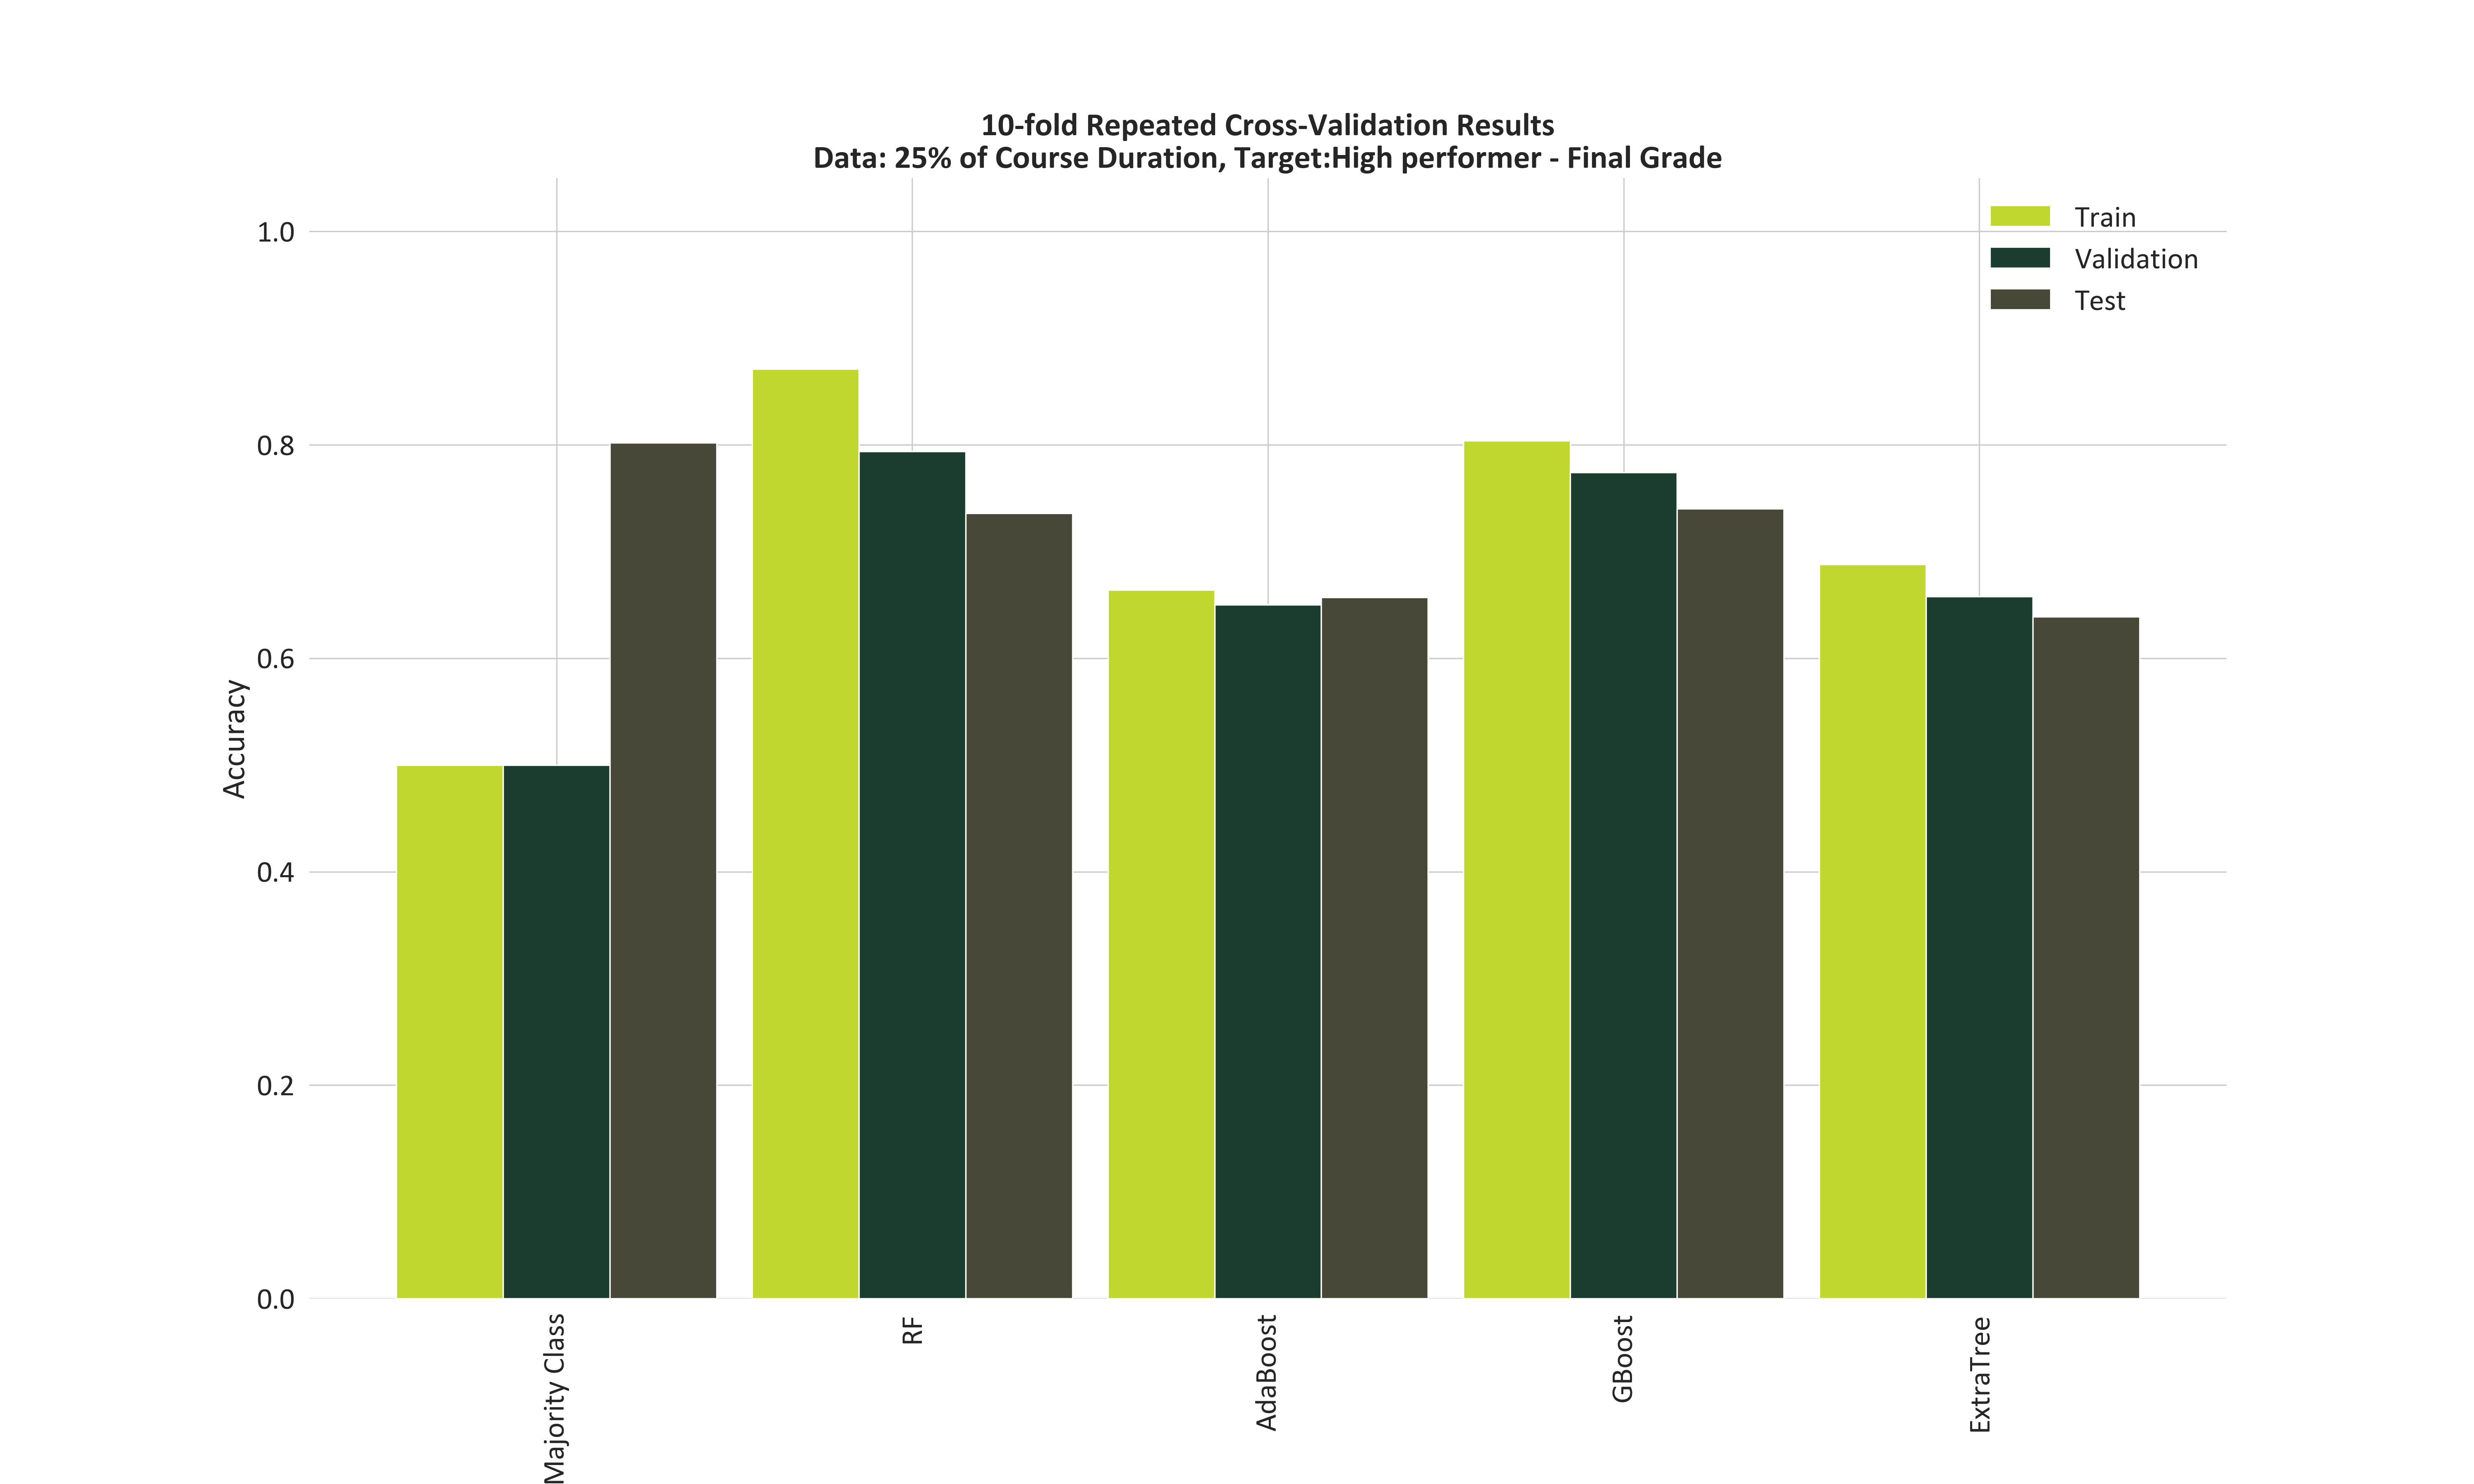 10-fold Repeated Cross-Validation Results
Data: 25% of Course Duration, Target:High performer - Final Grade
Train
Validation
Test
Accuracy
1.0
0.8
0.6
0.4
0.2
0.0
Majority Class
RF
AdaBoost
GBoost
ExtraTree